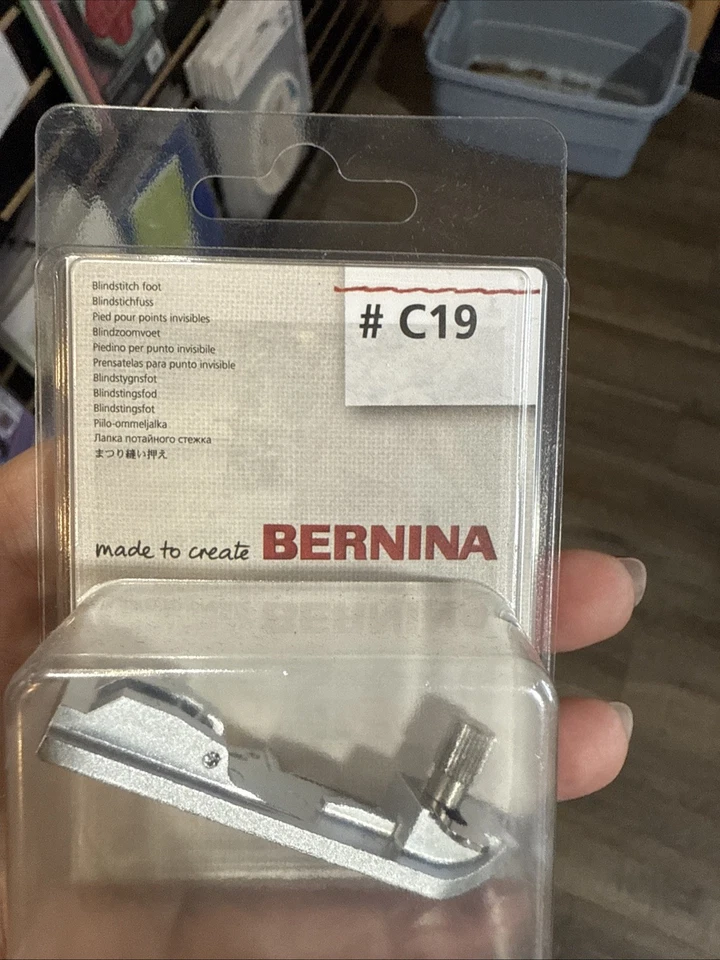 Blindstitch foot
Blindstichfuss
Pied pour points invisibles
Blindzoomvoet
Piedino per punto invisibile
Prensatelas para punto invisible
Blindstygnsfot
Blindstingsfod
Blindstingsfot
Piilo-ommeljalka
Лапка потайного стежка
まつり縫い押え
# C19
made to create BERNINA